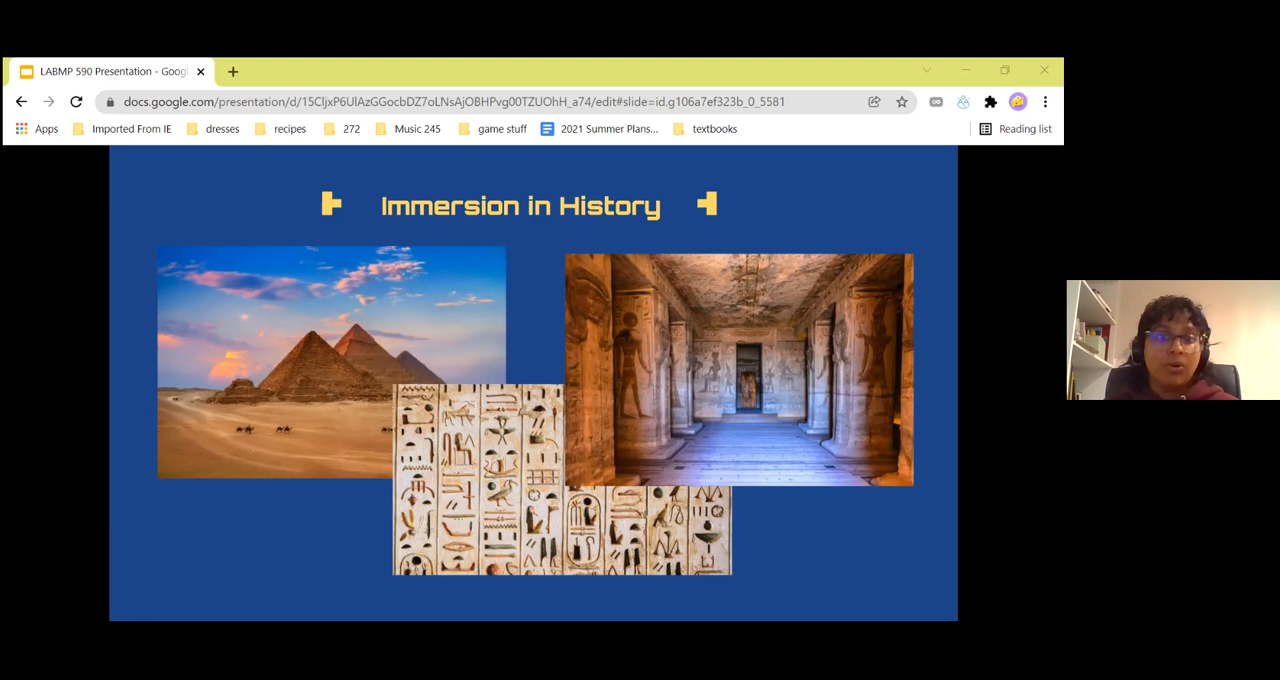 LABMP 590 Presentation - Goog
docs.google.com/presentation/d/15CljxP6UlAzGGocbDZ7oLNsAjOBHPvg00TZUOhH_a74/edit#slide=id.g106a7ef323b_0_5581
Apps Imported From IE dresses recipes 272 Music 245 game stuff 2021 Summer Plans... textbooks Reading list
Immersion in History